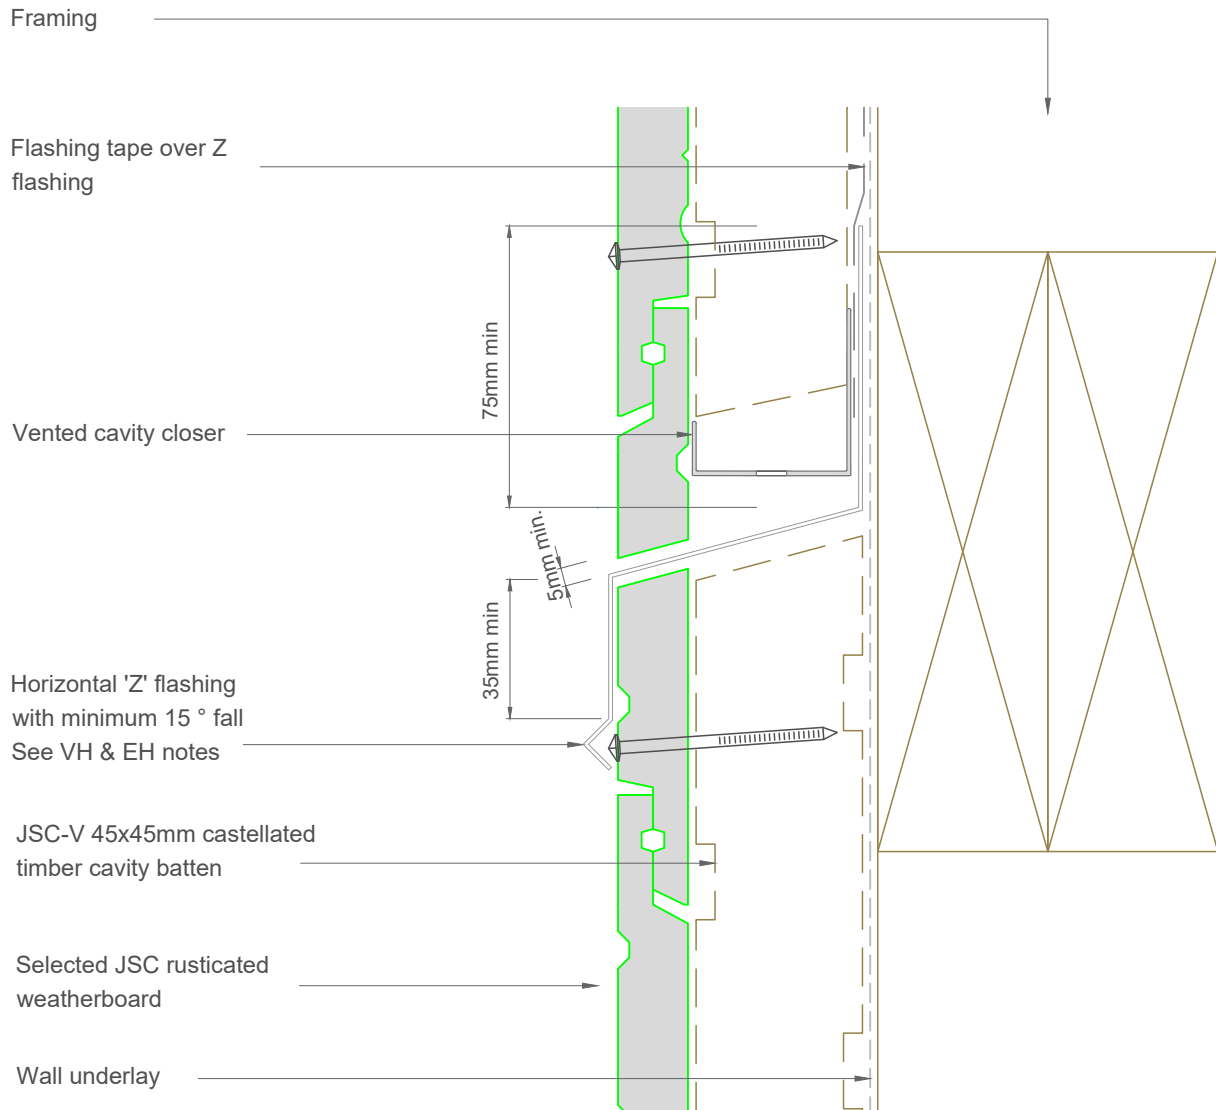 Framing
Flashing tape over Z
flashing
75mm min
Vented cavity closer
5mm min.
35mm min
Horizontal 'Z' flashing
with minimum 15 ° fall
See VH & EH notes
JSC-V 45x45mm castellated
timber cavity batten
Selected JSC rusticated
weatherboard
Wall underlay